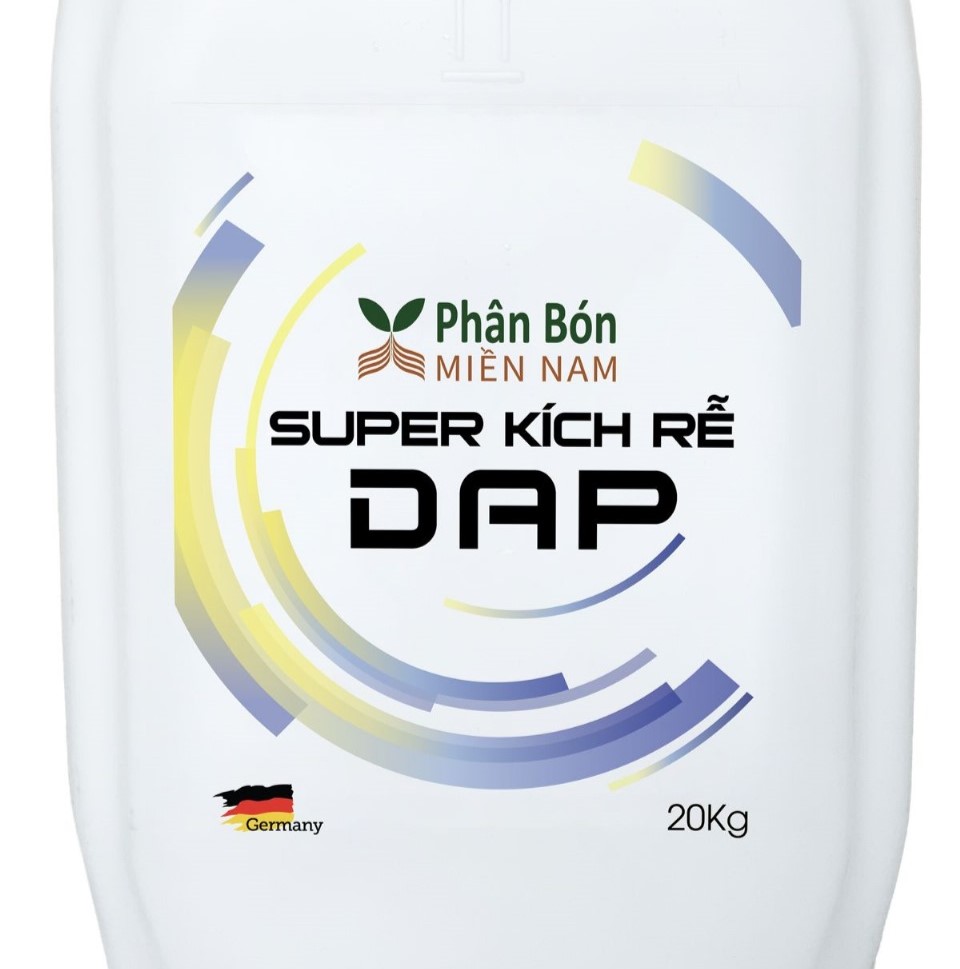 Phân Bón
MIỀN NAM
SUPER KÍCH RỄ
DAP
Germany
20Kg